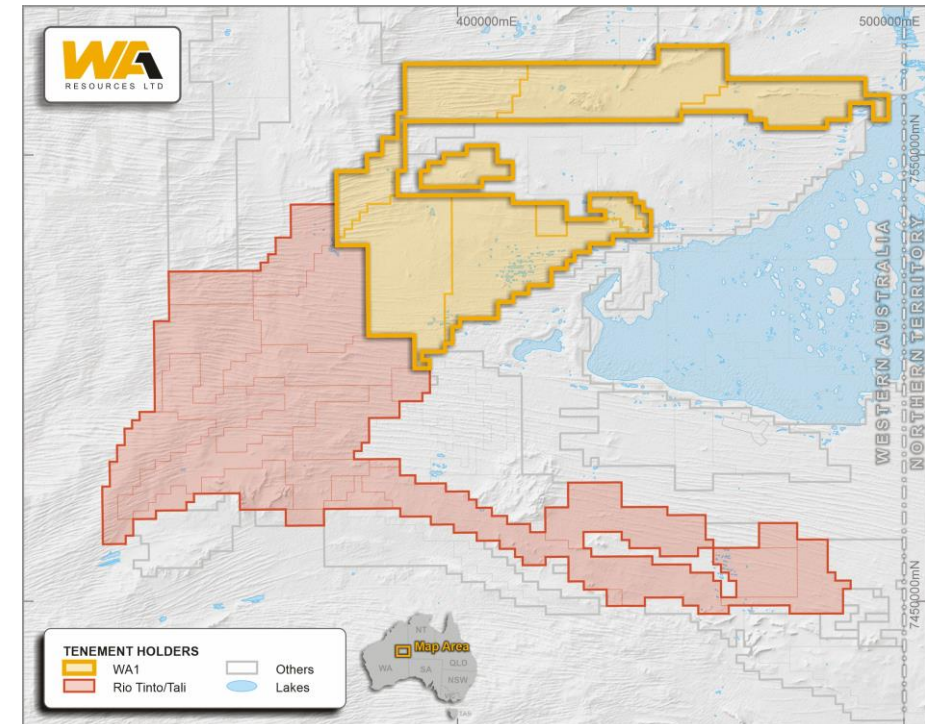 400000mE
500000mE
WA1
RESOURCES LTD
7550000mN
WESTERN AUSTRALIA
NORTHERN TERRITORY
7450000mN
TENEMENT HOLDERS
WA1
Rio Tinto/Tali
Others
Lakes
Map Area
NT
WA
SA
QLD
NSW
TAS